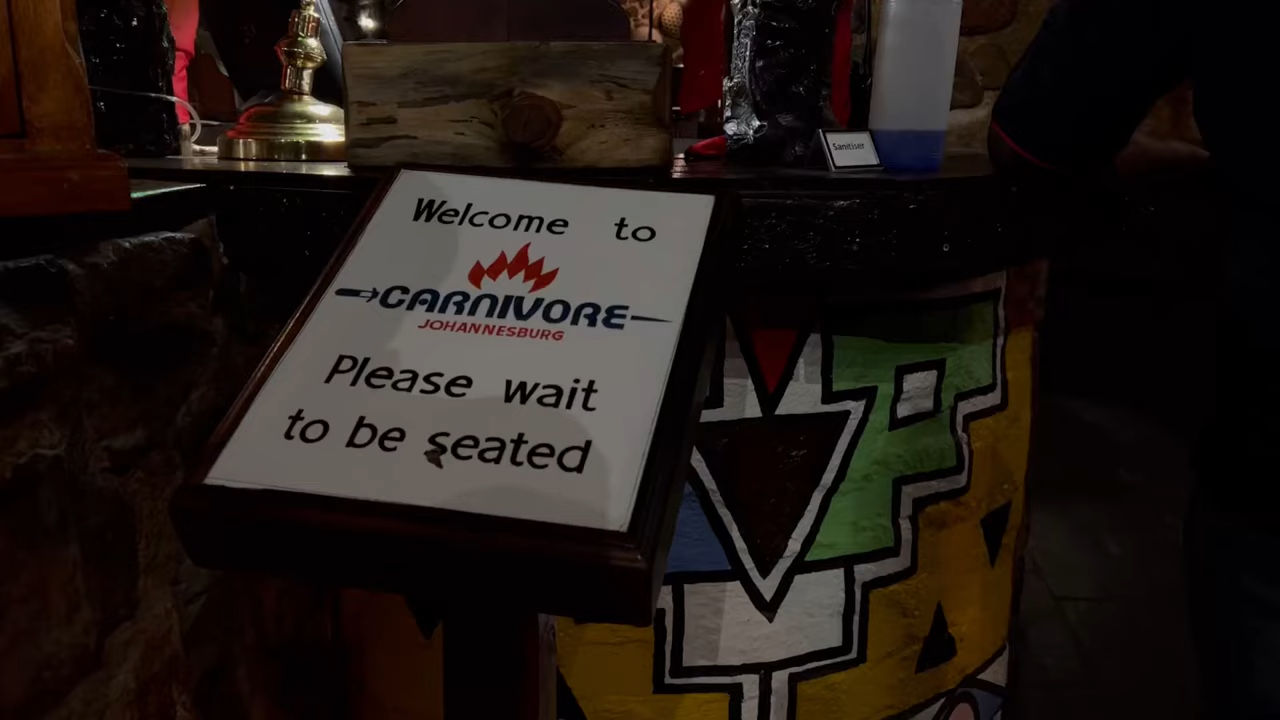 Sanitiser
Welcome to
CARNIVORE
JOHANNESBURG
Please wait
to be seated